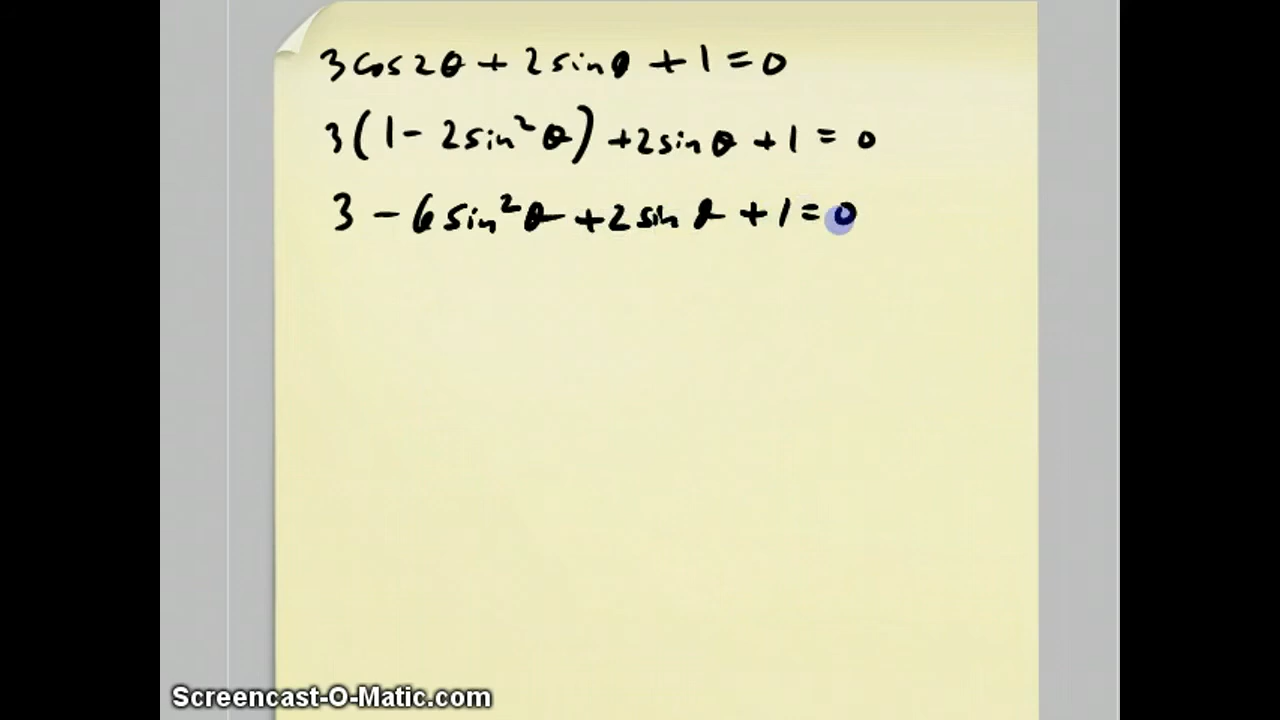 3cos2θ + 2sinθ + 1 = 0
3(1 - 2sin²θ) + 2sinθ + 1 = 0
3 - 6sin²θ + 2sinθ + 1 = 0
Screencast-O-Matic.com